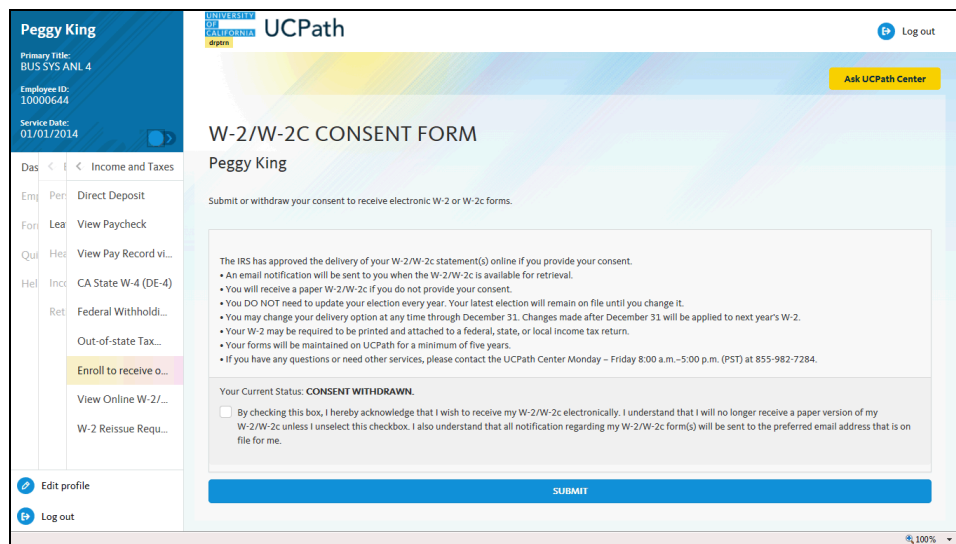 Peggy King
Primary Title:
BUS SYS ANL 4
Employee ID:
10000644
Service Date:
01/01/2014
UNIVERSITY
OF
CALIFORNIA
drptrn
UCPath
Log out
Ask UCPath Center
Das
Emp
For
Qui
Hel
Per
Lea
Hea
Inc
Ret
Income and Taxes
Direct Deposit
View Paycheck
View Pay Record vi...
CA State W-4 (DE-4)
Federal Withholdi...
Out-of-state Tax...
Enroll to receive o...
View Online W-2/...
W-2 Reissue Requ...
Edit profile
Log out
W-2/W-2C CONSENT FORM
Peggy King
Submit or withdraw your consent to receive electronic W-2 or W-2c forms.
The IRS has approved the delivery of your W-2/W-2c statement(s) online if you provide your consent.
• An email notification will be sent to you when the W-2/W-2c is available for retrieval.
• You will receive a paper W-2/W-2c if you do not provide your consent.
• You DO NOT need to update your election every year. Your latest election will remain on file until you change it.
• You may change your delivery option at any time through December 31. Changes made after December 31 will be applied to next year's W-2.
• Your W-2 may be required to be printed and attached to a federal, state, or local income tax return.
• Your forms will be maintained on UCPath for a minimum of five years.
• If you have any questions or need other services, please contact the UCPath Center Monday – Friday 8:00 a.m.–5:00 p.m. (PST) at 855-982-7284.
Your Current Status: CONSENT WITHDRAWN.
By checking this box, I hereby acknowledge that I wish to receive my W-2/W-2c electronically. I understand that I will no longer receive a paper version of my
W-2/W-2c unless I unselect this checkbox. I also understand that all notification regarding my W-2/W-2c form(s) will be sent to the preferred email address that is on
file for me.
SUBMIT
100%